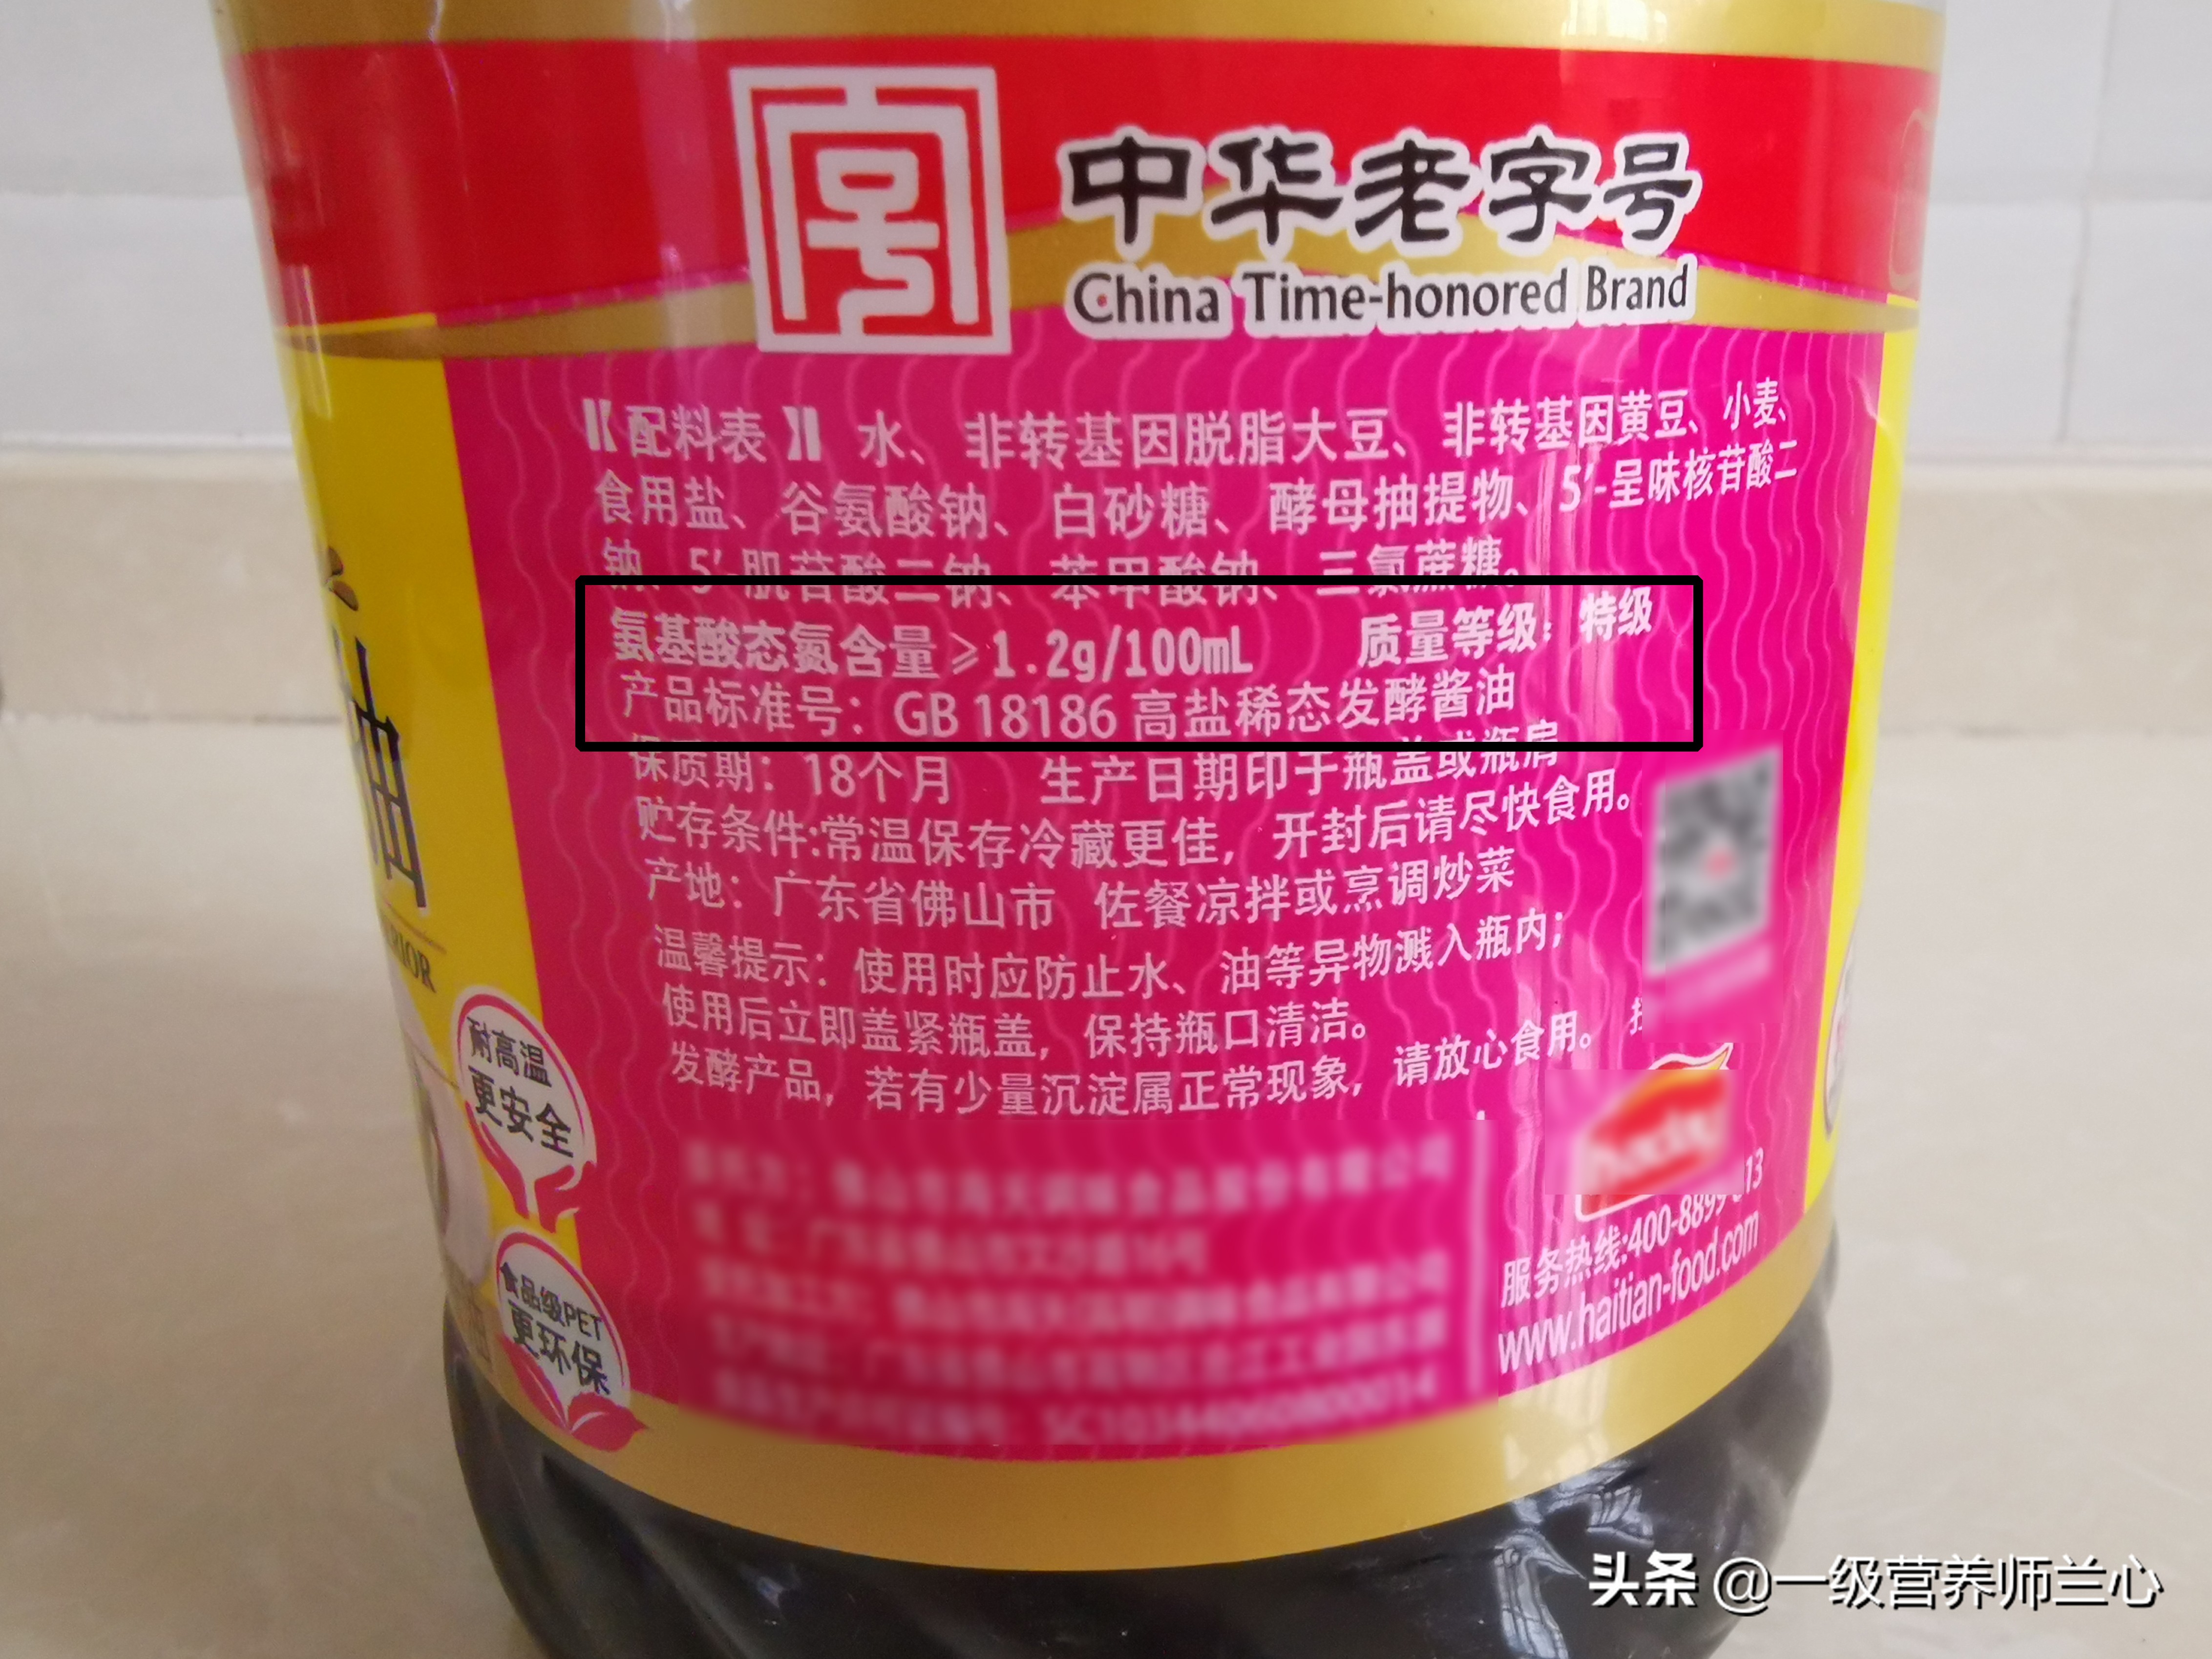 中华老字号
China Time-honored Brand
【配料表】 水、非转基因脱脂大豆、非转基因黄豆、小麦、
食用盐、谷氨酸钠、白砂糖、酵母抽提物、5′-呈味核苷酸二
钠、5′-肌苷酸二钠、苯甲酸钠、三氯蔗糖。
氨基酸态氮含量≥1.2g/100mL 质量等级：特级
产品标准号：GB 18186 高盐稀态发酵酱油
保质期：18个月 生产日期印于瓶盖或瓶肩
贮存条件:常温保存冷藏更佳，开封后请尽快食用。
产地：广东省佛山市 佐餐凉拌或烹调炒菜
温馨提示：使用时应防止水、油等异物溅入瓶内；
使用后立即盖紧瓶盖，保持瓶口清洁。
发酵产品，若有少量沉淀属正常现象，请放心食用。
服务热线:400-8899
www.haitian-food.com
油
耐高温
更安全
食品级PET
更环保
头条 @一级营养师兰心